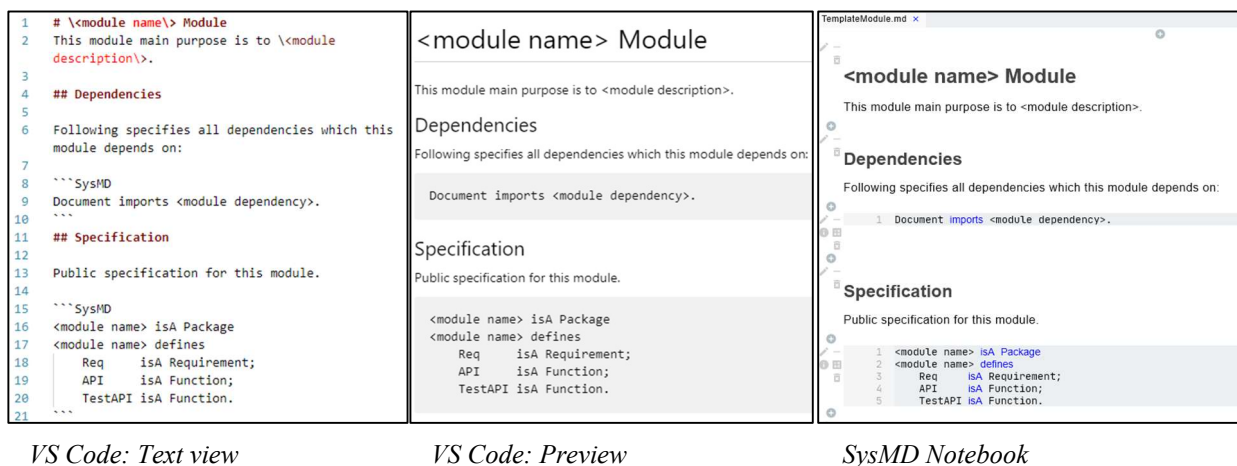 1 # \<module name\> Module
2 This module main purpose is to \<module
description\>.
3
4 ## Dependencies
5
6 Following specifies all dependencies which this
module depends on:
7
8 ```SysMD
9 Document imports <module dependency>.
10 ```
11 ## Specification
12
13 Public specification for this module.
14
15 ```SysMD
16 <module name> isA Package
17 <module name> defines
18 Req isA Requirement;
19 API isA Function;
20 TestAPI isA Function.
21 ```
VS Code: Text view
<module name> Module
This module main purpose is to <module description>.
Dependencies
Following specifies all dependencies which this module depends on:
Document imports <module dependency>.
Specification
Public specification for this module.
<module name> isA Package
<module name> defines
Req isA Requirement;
API isA Function;
TestAPI isA Function.
VS Code: Preview
TemplateModule.md ×
<module name> Module
This module main purpose is to <module description>.
Dependencies
Following specifies all dependencies which this module depends on:
1 Document imports <module dependency>.
Specification
Public specification for this module.
1 <module name> isA Package
2 <module name> defines
3 Req isA Requirement;
4 API isA Function;
5 TestAPI isA Function.
SysMD Notebook